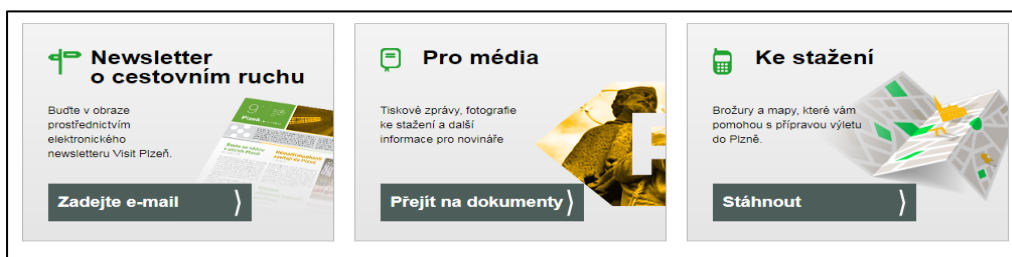 Newsletter
o cestovním ruchu
Buďte v obraze
prostřednictvím
elektronického
newsletteru Visit Plzeň.
Zadejte e-mail
Pro média
Tiskové zprávy, fotografie
ke stažení a další
informace pro novináře
Přejít na dokumenty
Ke stažení
Brožury a mapy, které vám
pomohou s přípravou výletu
do Plzně.
Stáhnout